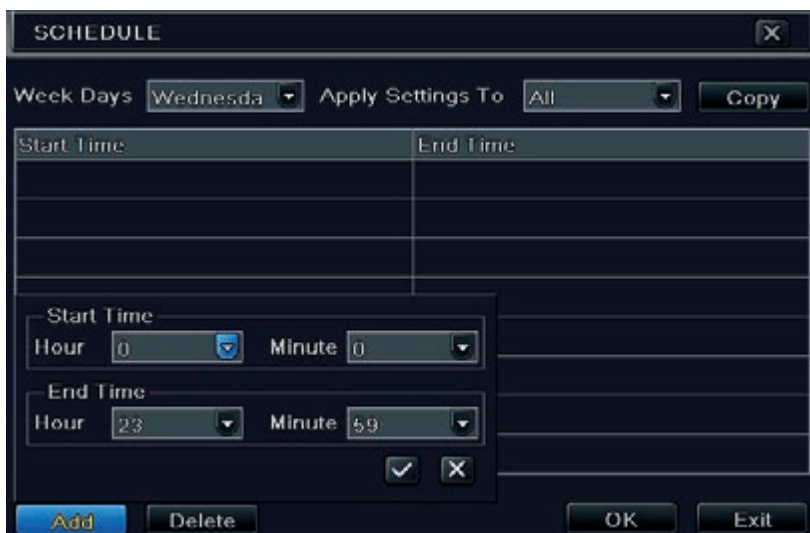 SCHEDULE
Week Days Wednesda Apply Settings To All Copy
Start Time End Time
Start Time
Hour 0 Minute 0
End Time
Hour 23 Minute 59
Add Delete OK Exit